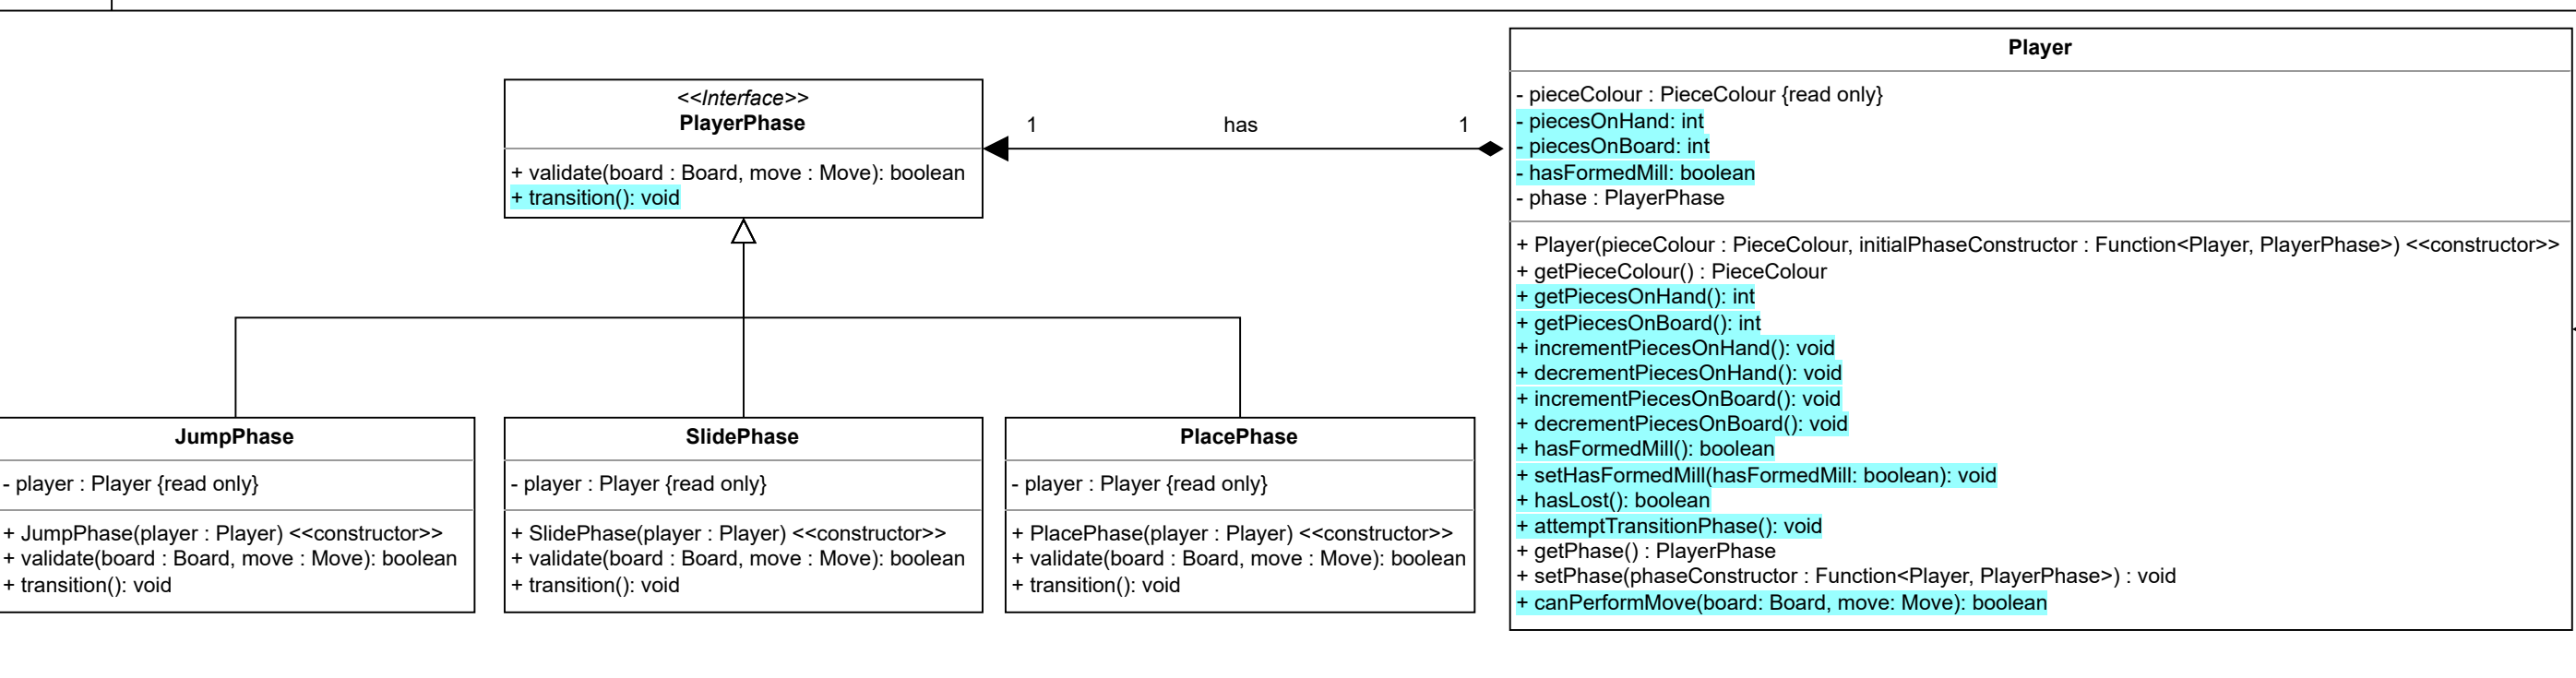 <<Interface>>
PlayerPhase
+ validate(board : Board, move : Move): boolean
+ transition(): void
1
has
1
Player
- pieceColour : PieceColour {read only}
- piecesOnHand: int
- piecesOnBoard: int
- hasFormedMill: boolean
- phase : PlayerPhase
+ Player(pieceColour : PieceColour, initialPhaseConstructor : Function<Player, PlayerPhase>) <<constructor>>
+ getPieceColour() : PieceColour
+ getPiecesOnHand(): int
+ getPiecesOnBoard(): int
+ incrementPiecesOnHand(): void
+ decrementPiecesOnHand(): void
+ incrementPiecesOnBoard(): void
+ decrementPiecesOnBoard(): void
+ hasFormedMill(): boolean
+ setHasFormedMill(hasFormedMill: boolean): void
+ hasLost(): boolean
+ attemptTransitionPhase(): void
+ getPhase() : PlayerPhase
+ setPhase(phaseConstructor : Function<Player, PlayerPhase>) : void
+ canPerformMove(board: Board, move: Move): boolean
JumpPhase
- player : Player {read only}
+ JumpPhase(player : Player) <<constructor>>
+ validate(board : Board, move : Move): boolean
+ transition(): void
SlidePhase
- player : Player {read only}
+ SlidePhase(player : Player) <<constructor>>
+ validate(board : Board, move : Move): boolean
+ transition(): void
PlacePhase
- player : Player {read only}
+ PlacePhase(player : Player) <<constructor>>
+ validate(board : Board, move : Move): boolean
+ transition(): void